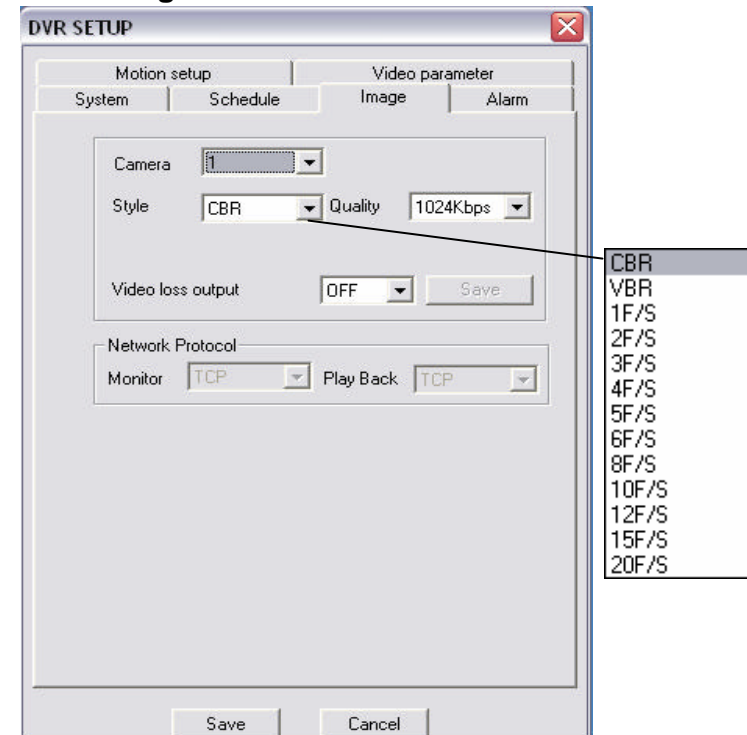 DVR SETUP
Motion setup Video parameter
System Schedule Image Alarm
Camera 1
Style CBR Quality 1024Kbps
Video loss output OFF Save
Network Protocol
Monitor TCP Play Back TCP
Save Cancel
CBR
VBR
1F/S
2F/S
3F/S
4F/S
5F/S
6F/S
8F/S
10F/S
12F/S
15F/S
20F/S